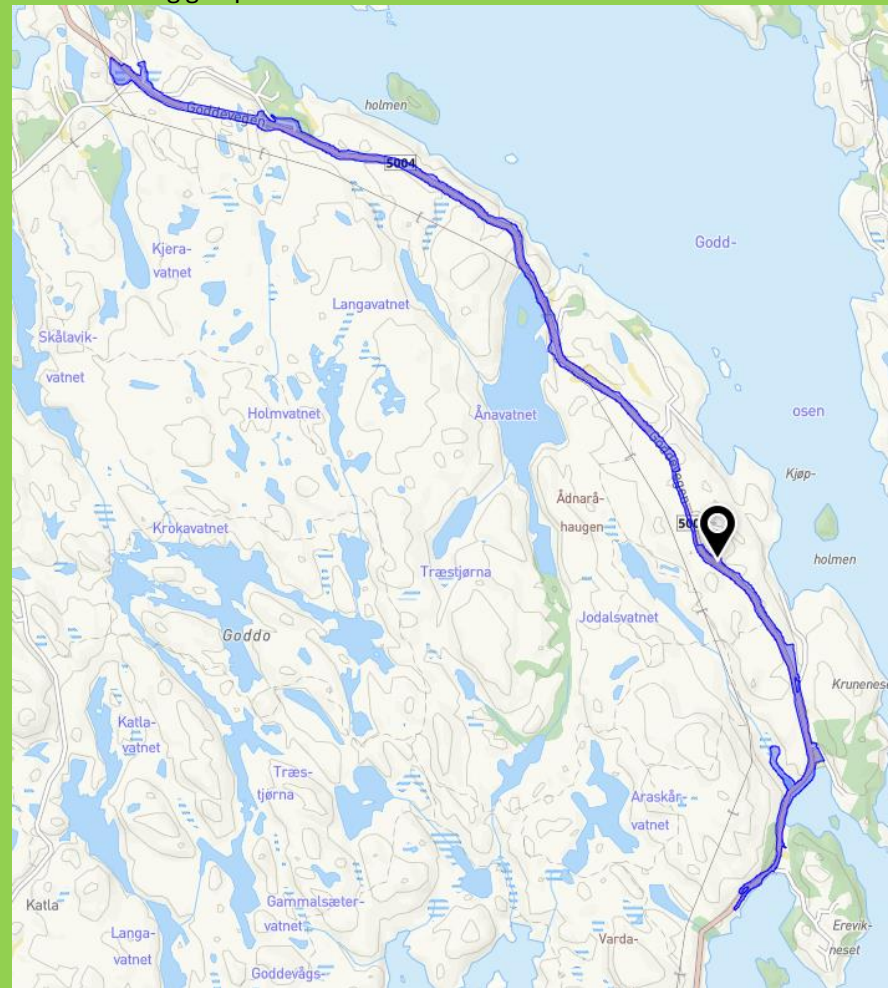 holmen
Goddevegen
5004
Godd-
Kjera-
vatnet
Langavatnet
Skålavik-
vatnet
Holmvatnet
Ånavatnet
osen
Goddevegen
Kjøp-
Ådnarå-
haugen
Krokavatnet
holmen
Træstjørna
Jodalsvatnet
Goddo
Katla-
vatnet
Træs-
tjørna
Araskår-
vatnet
Katla
Gammalsæter-
vatnet
Langa-
vatnet
Varda-
Erevik-
neset
Goddevågs-